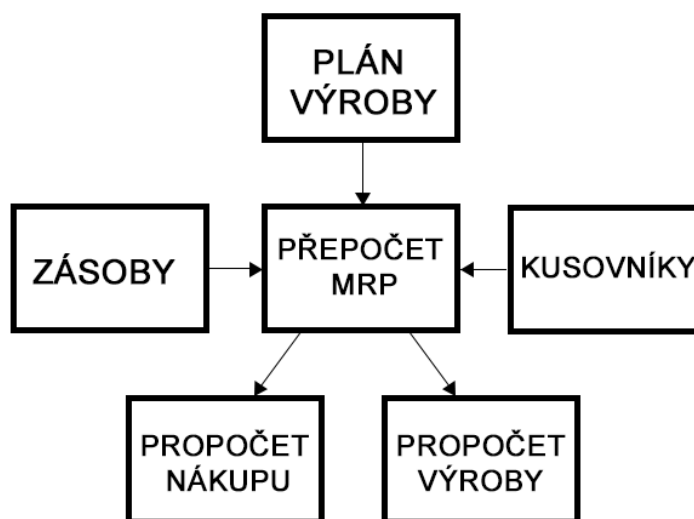 PLÁN
VÝROBY
ZÁSOBY
PŘEPOČET
MRP
KUSOVNÍKY
PROPOČET
NÁKUPU
PROPOČET
VÝROBY